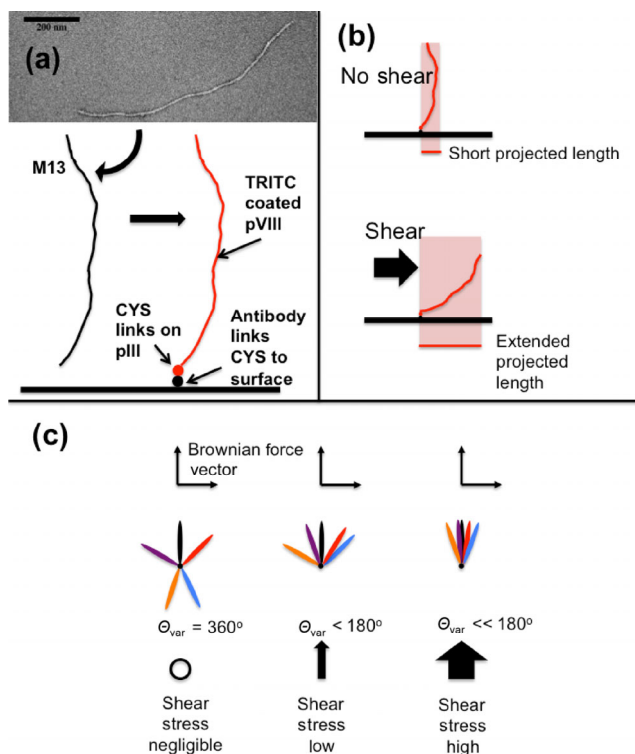 200 nm
(a)
M13
TRITC
coated
pVIII
CYS
links on
pIII
Antibody
links
CYS to
surface
(b)
No shear
Short projected length
Shear
Extended
projected
length
(c)
Brownian force
vector
Θvar = 360º
Θvar < 180º
Θvar << 180º
Shear
stress
negligible
Shear
stress
low
Shear
stress
high